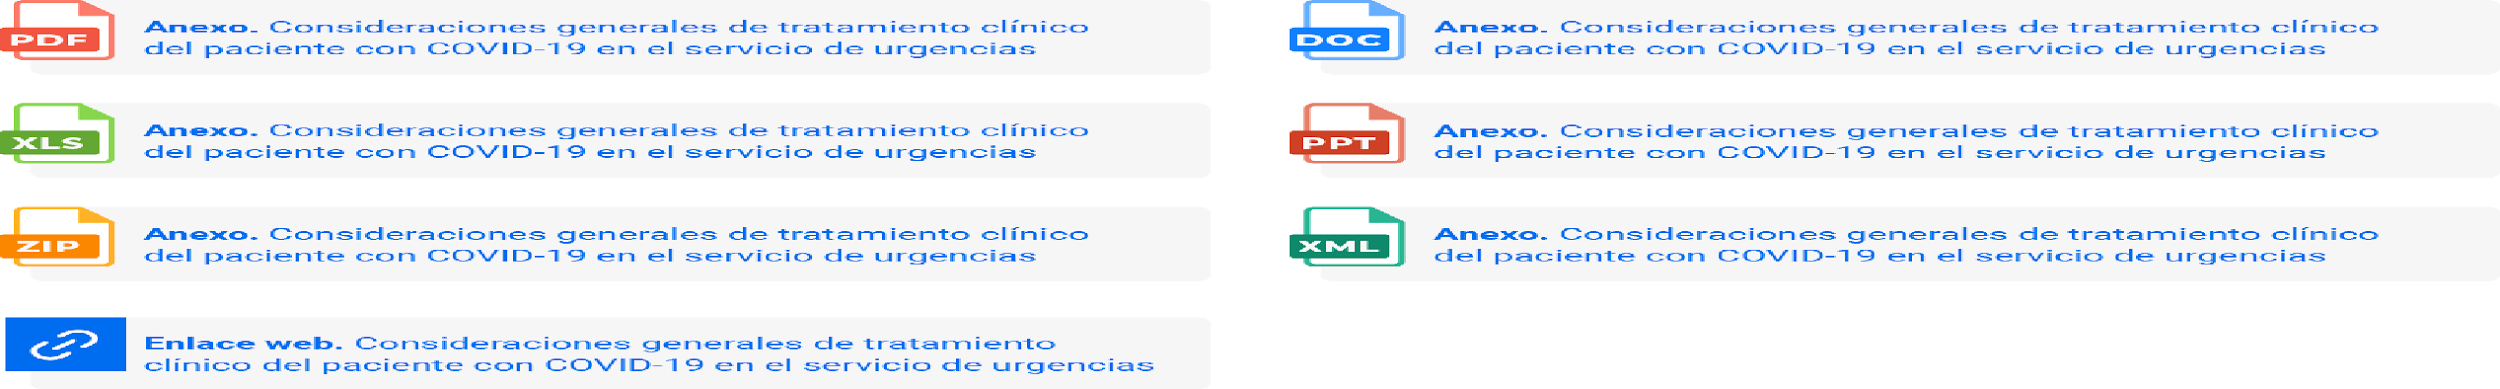 PDF
Anexo. Consideraciones generales de tratamiento clínico
del paciente con COVID-19 en el servicio de urgencias
DOC
Anexo. Consideraciones generales de tratamiento clínico
del paciente con COVID-19 en el servicio de urgencias
XLS
Anexo. Consideraciones generales de tratamiento clínico
del paciente con COVID-19 en el servicio de urgencias
PPT
Anexo. Consideraciones generales de tratamiento clínico
del paciente con COVID-19 en el servicio de urgencias
ZIP
Anexo. Consideraciones generales de tratamiento clínico
del paciente con COVID-19 en el servicio de urgencias
XML
Anexo. Consideraciones generales de tratamiento clínico
del paciente con COVID-19 en el servicio de urgencias
Enlace web. Consideraciones generales de tratamiento
clínico del paciente con COVID-19 en el servicio de urgencias